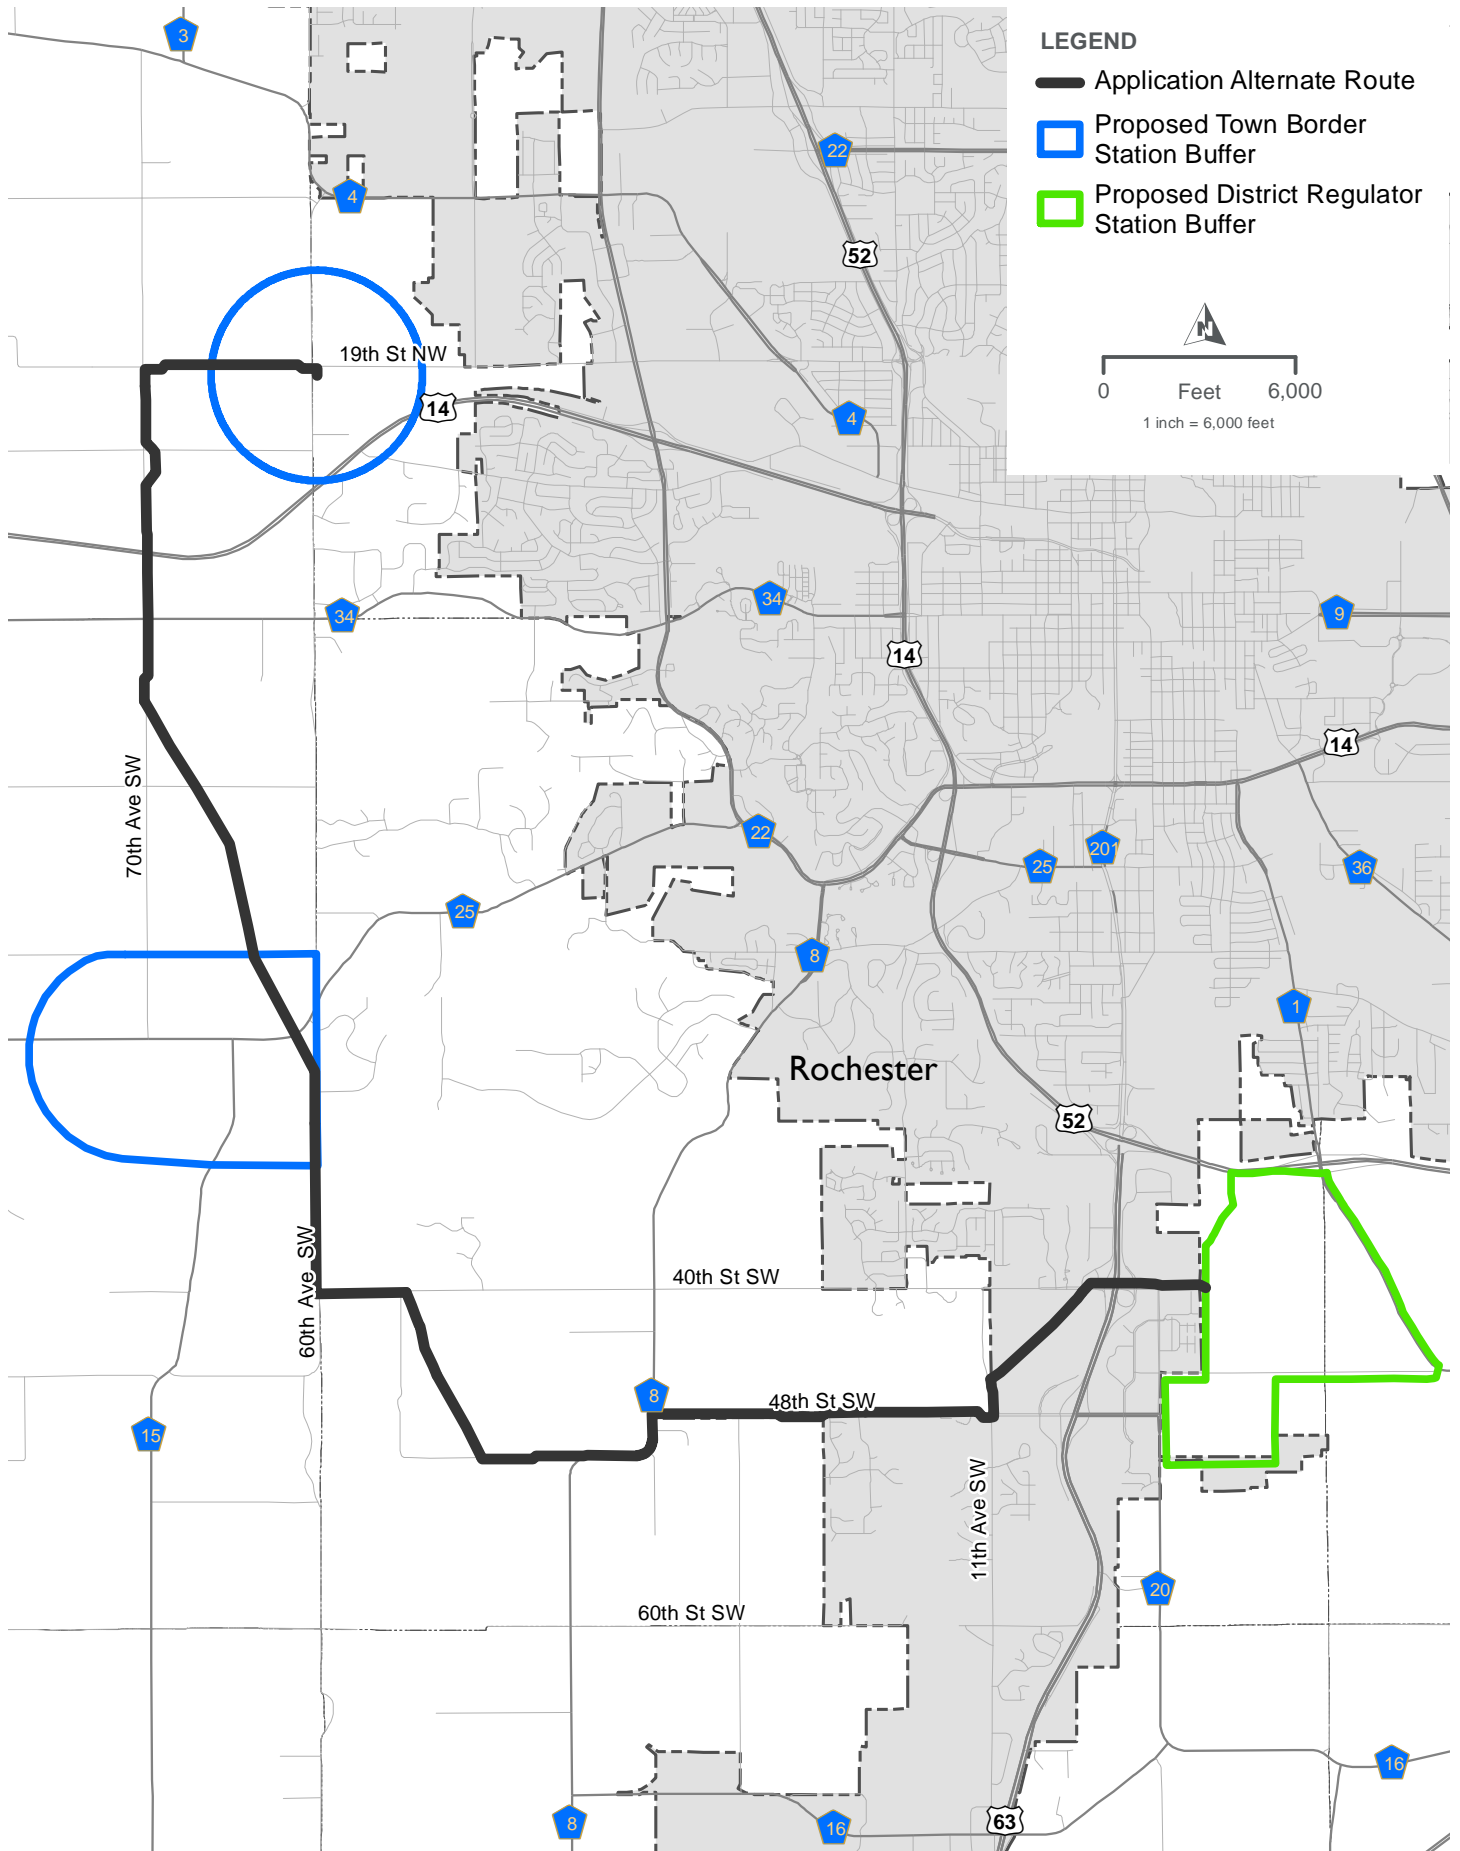 LEGEND
Application Alternate Route
Proposed Town Border
Station Buffer
Proposed District Regulator
Station Buffer
N
0 Feet 6,000
1 inch = 6,000 feet
3
22
4
52
19th St NW
14
4
34
34
9
14
14
70th Ave SW
22
201
25
36
25
8
1
Rochester
52
60th Ave SW
40th St SW
8
48th St SW
15
11th Ave SW
20
60th St SW
16
8
16
63